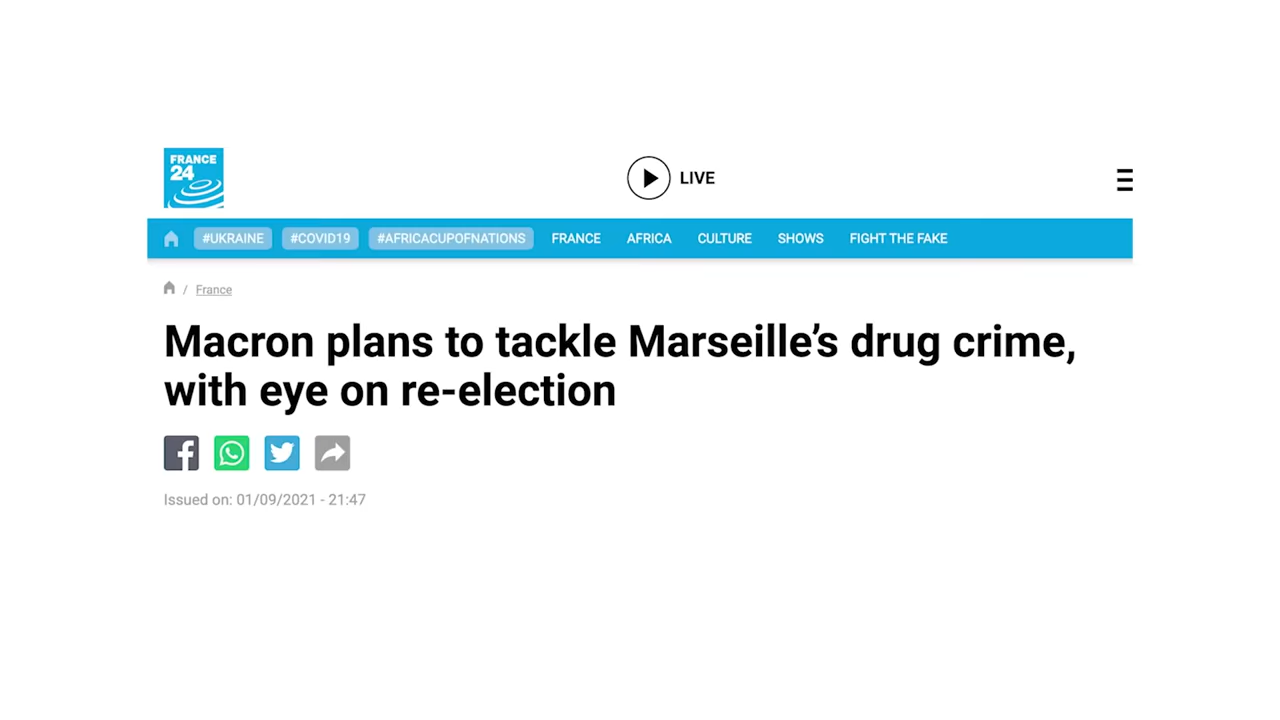 FRANCE
24
LIVE
#UKRAINE #COVID19 #AFRICACUPOFNATIONS FRANCE AFRICA CULTURE SHOWS FIGHT THE FAKE
/ France
Macron plans to tackle Marseille’s drug crime,
with eye on re-election
Issued on: 01/09/2021 - 21:47